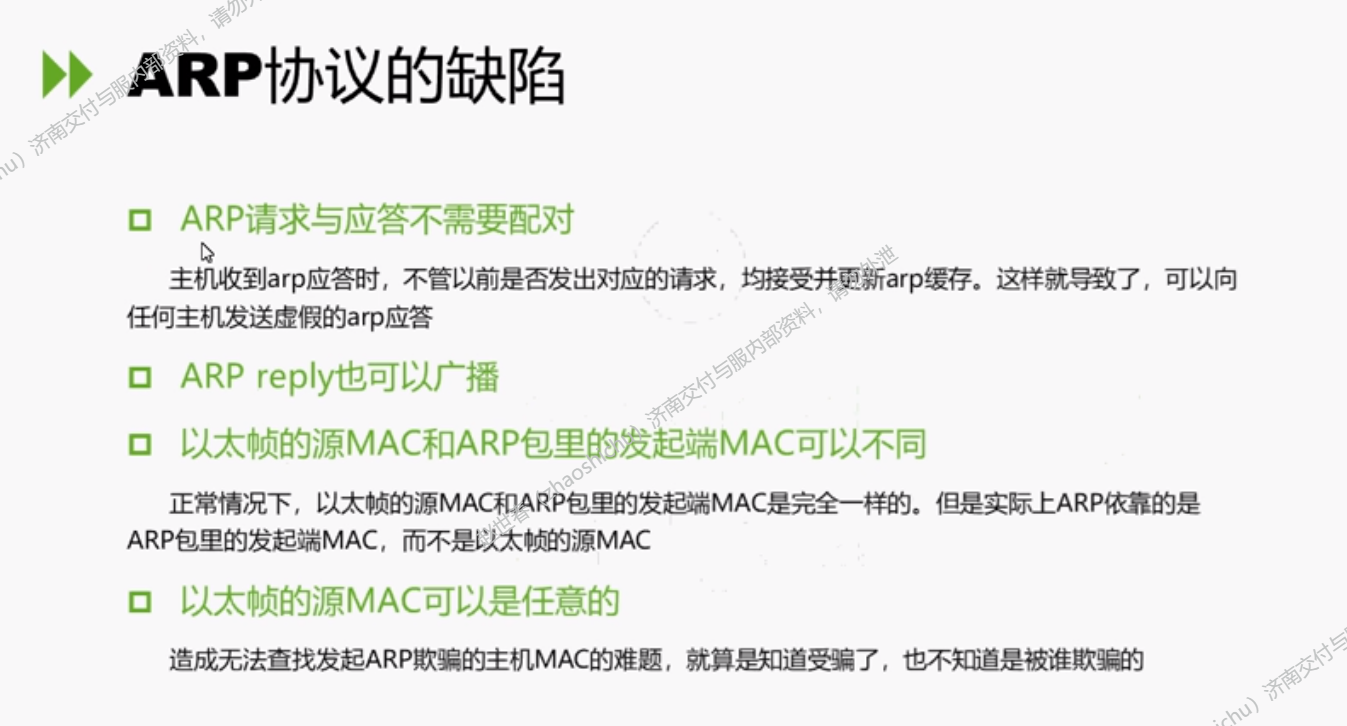 ARP协议的缺陷
ARP请求与应答不需要配对
主机收到arp应答时，不管以前是否发出对应的请求，均接受并更新arp缓存。这样就导致了，可以向
任何主机发送虚假的arp应答
ARP reply也可以广播
以太帧的源MAC和ARP包里的发起端MAC可以不同
正常情况下，以太帧的源MAC和ARP包里的发起端MAC是完全一样的。但是实际上ARP依靠的是
ARP包里的发起端MAC，而不是以太帧的源MAC
以太帧的源MAC可以是任意的
造成无法查找发起ARP欺骗的主机MAC的难题，就算是知道受骗了，也不知道是被谁欺骗的
hu）济南交付与服内部资料，请勿
（zhaoshichu）济南交付与服内部资料，请勿外泄
ichu）济南交付与